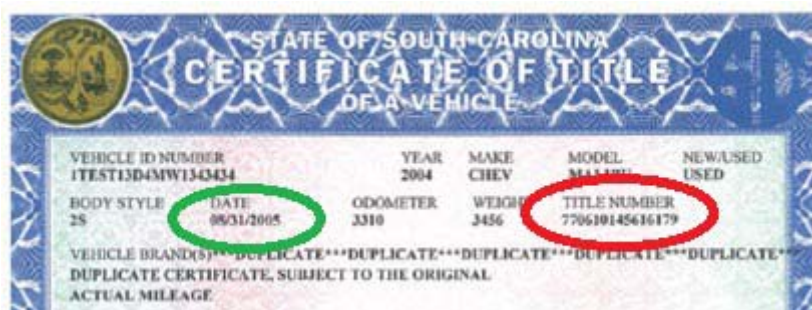 STATE OF SOUTH CAROLINA
CERTIFICATE OF TITLE
OF A VEHICLE
VEHICLE ID NUMBER YEAR MAKE MODEL NEW/USED
1TEST13D4MW1343434 2004 CHEV USED
BODY STYLE DATE ODOMETER WEIGHT TITLE NUMBER
2S 08/31/2005 3310 3456 770610145616179
VEHICLE BRAND(S)***DUPLICATE***DUPLICATE***DUPLICATE***DUPLICATE***
DUPLICATE CERTIFICATE, SUBJECT TO THE ORIGINAL
ACTUAL MILEAGE